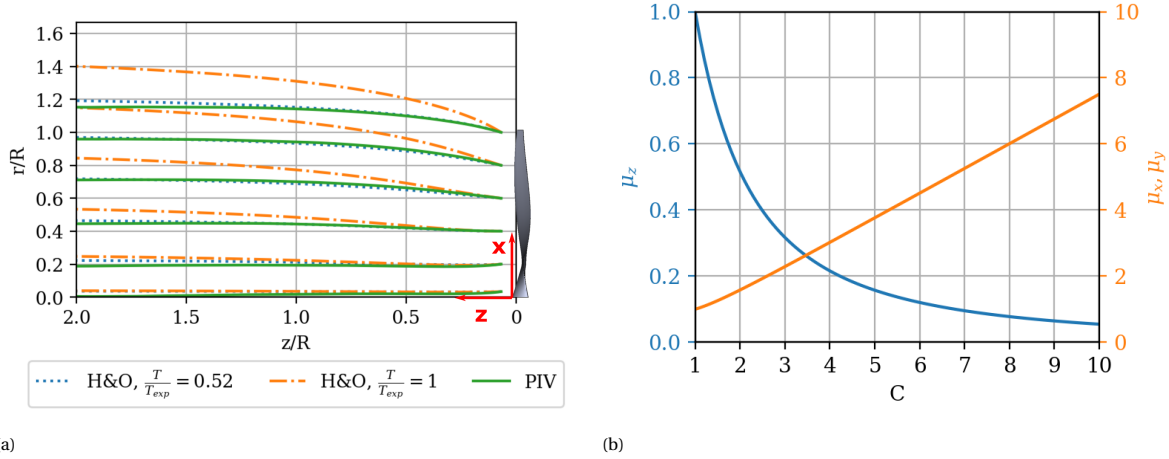 1.6
1.4
1.2
1.0
0.8
0.6
0.4
0.2
0.0
r/R
x
z
2.0 1.5 1.0 0.5 0
z/R
H&O, T/T_exp = 0.52 H&O, T/T_exp = 1 PIV
a)
1.0
0.8
0.6
0.4
0.2
0.0
μ_z
10
8
6
4
2
0
μ_x, μ_y
1 2 3 4 5 6 7 8 9 10
C
(b)